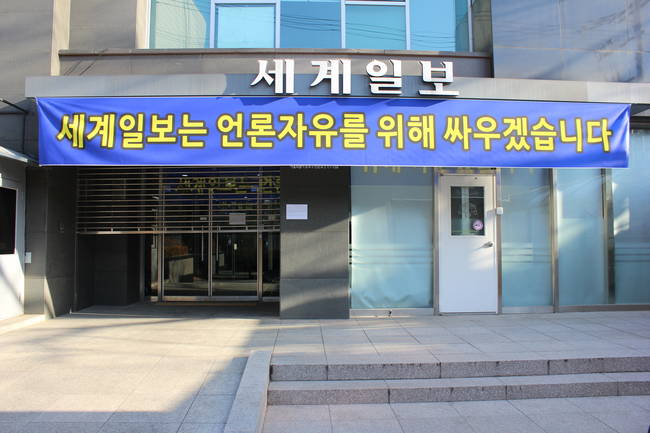 세계일보
세계일보는 언론자유를 위해 싸우겠습니다